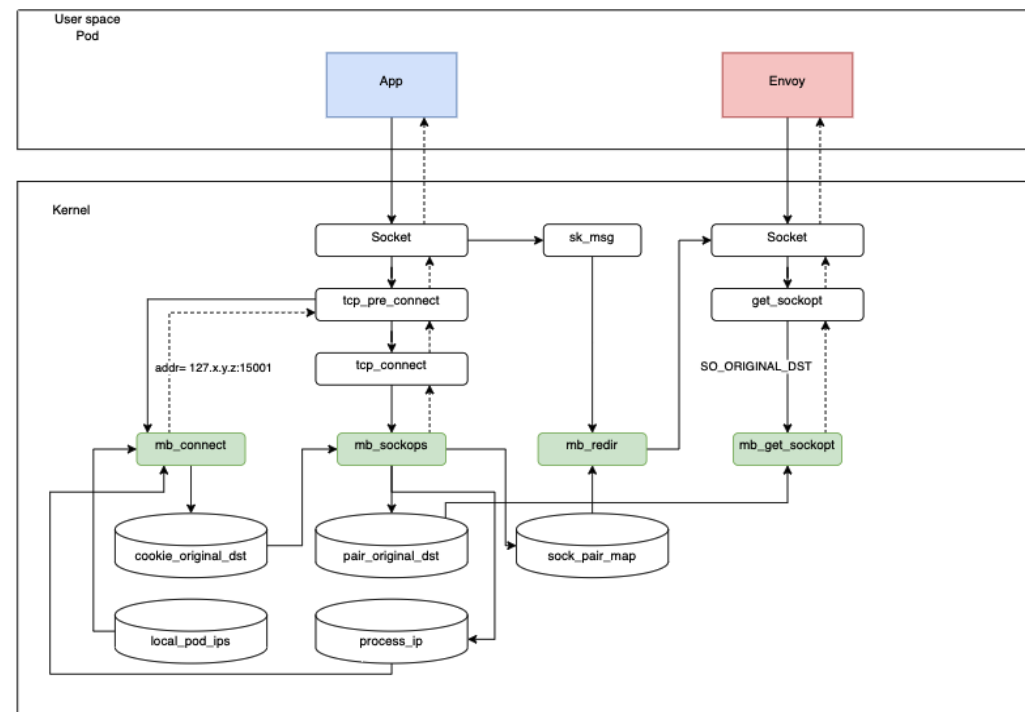 User space
Pod
App
Envoy
Kernel
Socket
sk_msg
Socket
tcp_pre_connect
get_sockopt
tcp_connect
addr= 127.x.y.z:15001
SO_ORIGINAL_DST
mb_connect
mb_sockops
mb_redir
mb_get_sockopt
cookie_original_dst
pair_original_dst
sock_pair_map
local_pod_ips
process_ip